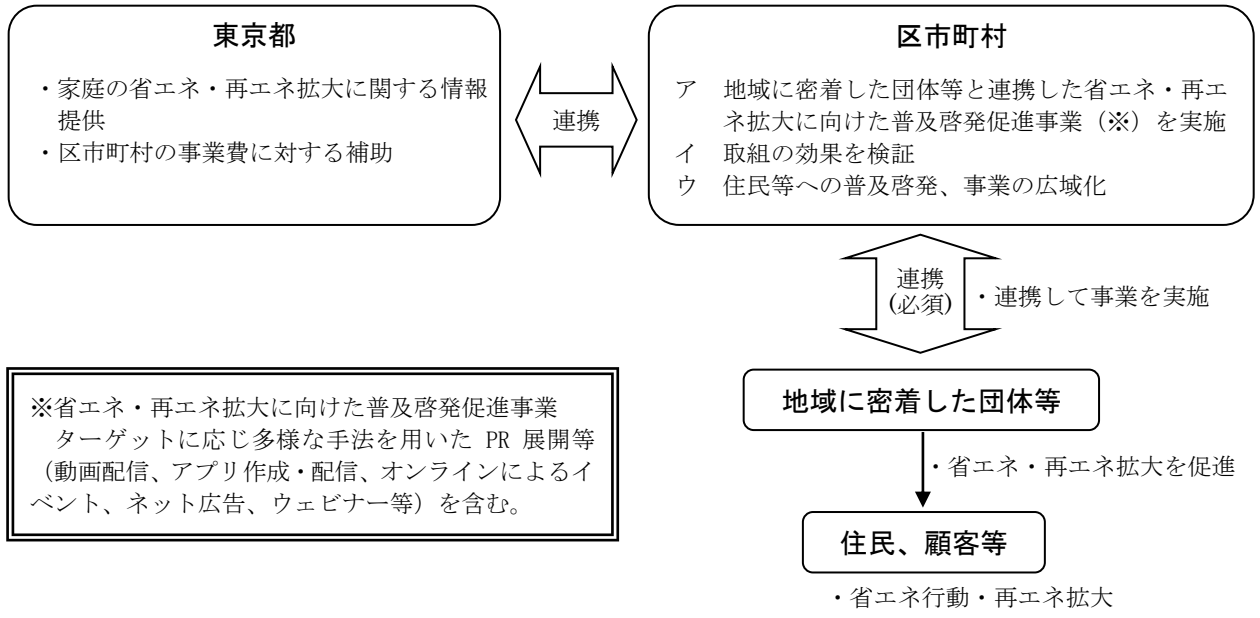 東京都
・家庭の省エネ・再エネ拡大に関する情報
提供
・区市町村の事業費に対する補助
連携
区市町村
ア 地域に密着した団体等と連携した省エネ・再エ
ネ拡大に向けた普及啓発促進事業（※）を実施
イ 取組の効果を検証
ウ 住民等への普及啓発、事業の広域化
連携
(必須)
・連携して事業を実施
地域に密着した団体等
・省エネ・再エネ拡大を促進
住民、顧客等
・省エネ行動・再エネ拡大
※省エネ・再エネ拡大に向けた普及啓発促進事業
ターゲットに応じ多様な手法を用いた PR 展開等
（動画配信、アプリ作成・配信、オンラインによるイ
ベント、ネット広告、ウェビナー等）を含む。